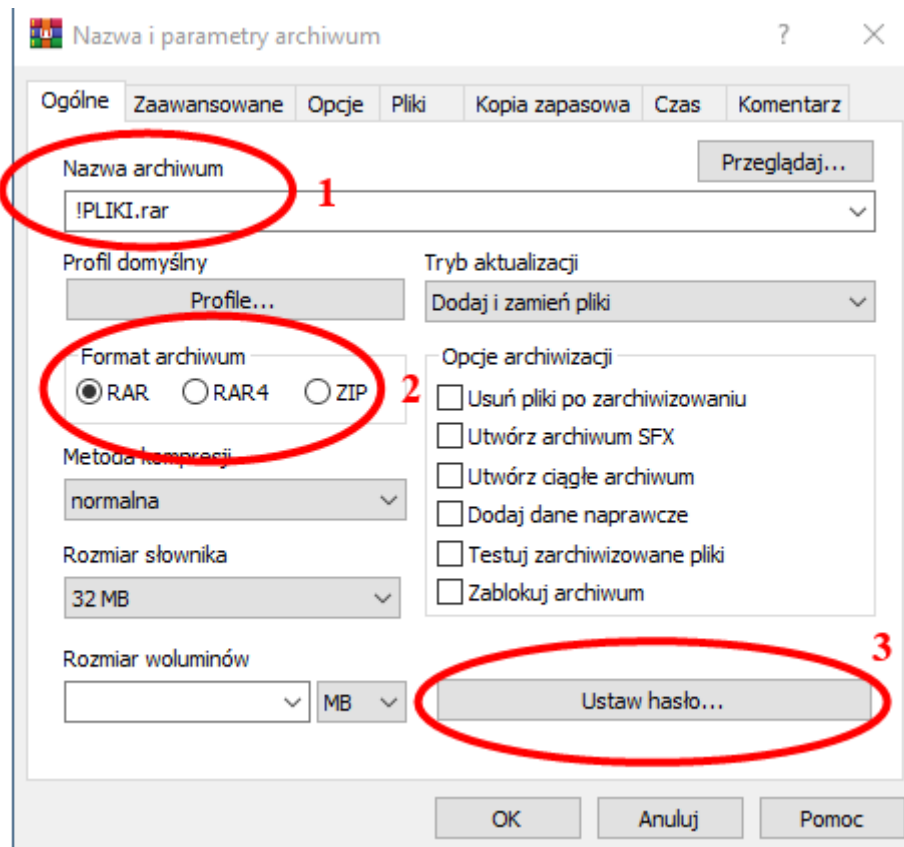 Nazwa i parametry archiwum ?
Ogólne Zaawansowane Opcje Pliki Kopia zapasowa Czas Komentarz
Nazwa archiwum 1 Przeglądaj...
!PLIKI.rar
Profil domyślny Tryb aktualizacji
Profile... Dodaj i zamień pliki
Format archiwum Opcje archiwizacji
RAR RAR4 ZIP 2 Usuń pliki po zarchiwizowaniu
Utwórz archiwum SFX
Metoda kompresji Utwórz ciągłe archiwum
normalna Dodaj dane naprawcze
Rozmiar słownika Testuj zarchiwizowane pliki
32 MB Zablokuj archiwum
Rozmiar woluminów 3
MB Ustaw hasło...
OK Anuluj Pomoc